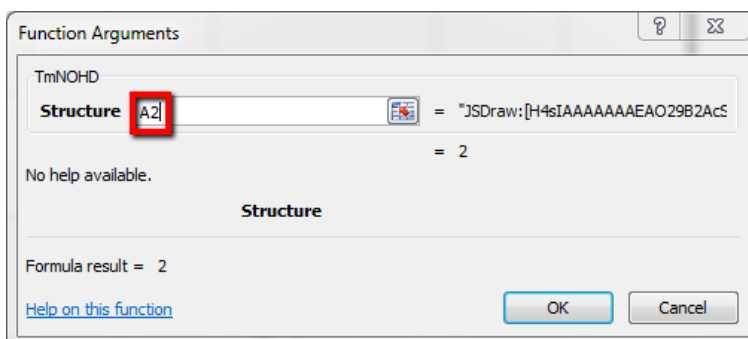 Function Arguments
TmNOHD
Structure A2 = "JSDraw:[H4sIAAAAAAAEAO29B2AcS
= 2
No help available.
Structure
Formula result = 2
Help on this function OK Cancel